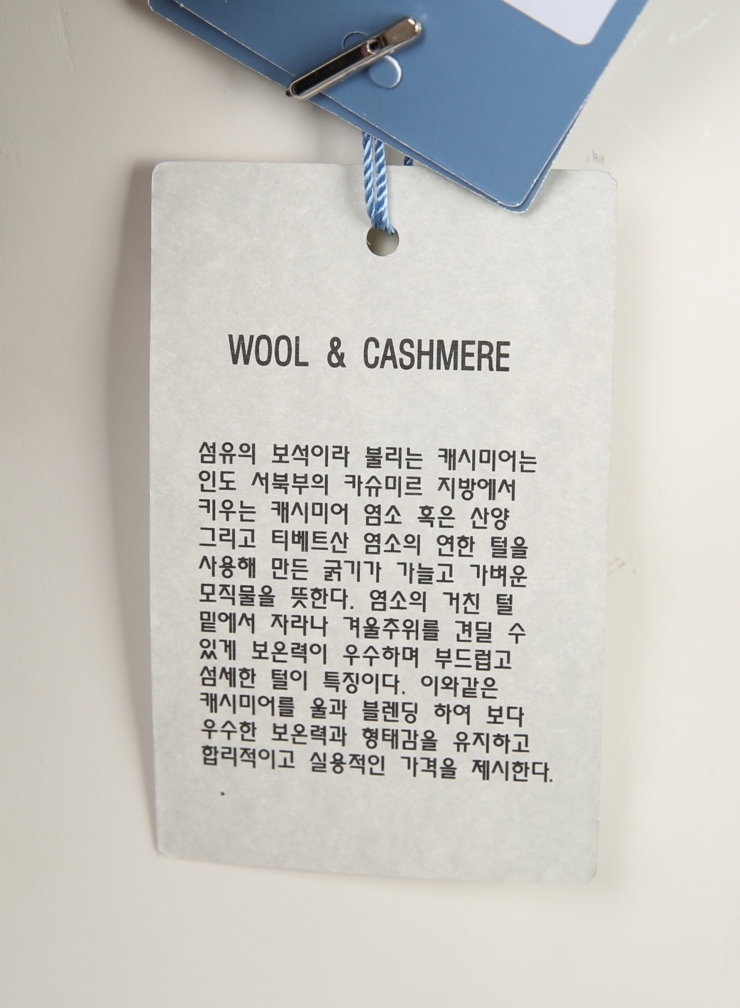 WOOL & CASHMERE
섬유의 보석이라 불리는 캐시미어는
인도 서북부의 카슈미르 지방에서
키우는 캐시미어 염소 혹은 산양
그리고 티베트산 염소의 연한 털을
사용해 만든 굵기가 가늘고 가벼운
모직물을 뜻한다. 염소의 거친 털
밑에서 자라나 겨울추위를 견딜 수
있게 보온력이 우수하며 부드럽고
섬세한 털이 특징이다. 이와같은
캐시미어를 울과 블렌딩 하여 보다
우수한 보온력과 형태감을 유지하고
합리적이고 실용적인 가격을 제시한다.